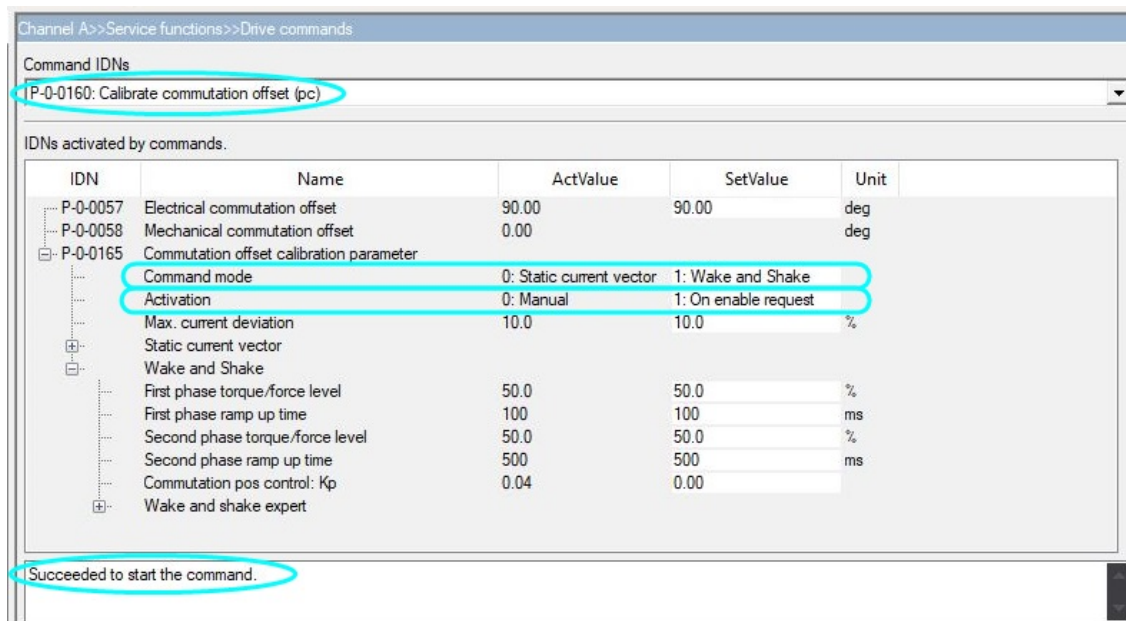 Channel A>>Service functions>>Drive commands
Command IDNs
P-0-0160: Calibrate commutation offset (pc)
IDNs activated by commands.
IDN Name ActValue SetValue Unit
P-0-0057 Electrical commutation offset 90.00 90.00 deg
P-0-0058 Mechanical commutation offset 0.00 deg
P-0-0165 Commutation offset calibration parameter
Command mode 0: Static current vector 1: Wake and Shake
Activation 0: Manual 1: On enable request
Max. current deviation 10.0 10.0 %
Static current vector
Wake and Shake
First phase torque/force level 50.0 50.0 %
First phase ramp up time 100 100 ms
Second phase torque/force level 50.0 50.0 %
Second phase ramp up time 500 500 ms
Commutation pos control: Kp 0.04 0.00
Wake and shake expert
Succeeded to start the command.